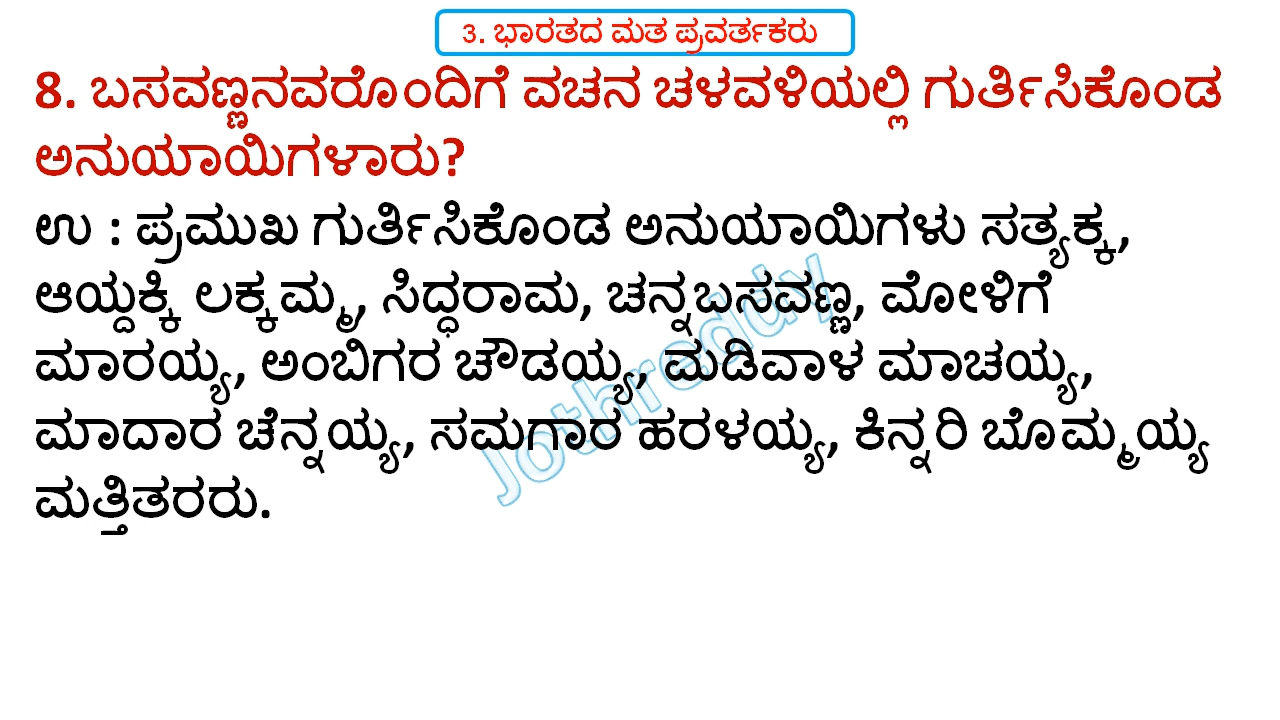 3. ಭಾರತದ ಮತ ಪ್ರವರ್ತಕರು
8. ಬಸವಣ್ಣನವರೊಂದಿಗೆ ವಚನ ಚಳವಳಿಯಲ್ಲಿ ಗುರ್ತಿಸಿಕೊಂಡ
ಅನುಯಾಯಿಗಳಾರು?
ಉ : ಪ್ರಮುಖ ಗುರ್ತಿಸಿಕೊಂಡ ಅನುಯಾಯಿಗಳು ಸತ್ಯಕ್ಕ,
ಆಯ್ದಕ್ಕಿ ಲಕ್ಕಮ್ಮ, ಸಿದ್ಧರಾಮ, ಚನ್ನಬಸವಣ್ಣ, ಮೋಳಿಗೆ
ಮಾರಯ್ಯ, ಅಂಬಿಗರ ಚೌಡಯ್ಯ, ಮಡಿವಾಳ ಮಾಚಯ್ಯ,
ಮಾದಾರ ಚೆನ್ನಯ್ಯ, ಸಮಗಾರ ಹರಳಯ್ಯ, ಕಿನ್ನರಿ ಬೊಮ್ಮಯ್ಯ
ಮತ್ತಿತರರು.
Jothreddy